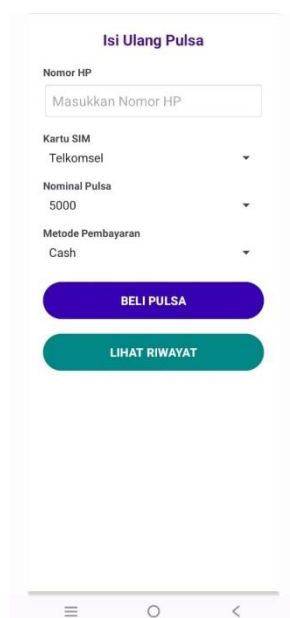 Isi Ulang Pulsa
Nomor HP
Masukkan Nomor HP
Kartu SIM
Telkomsel
Nominal Pulsa
5000
Metode Pembayaran
Cash
BELI PULSA
LIHAT RIWAYAT